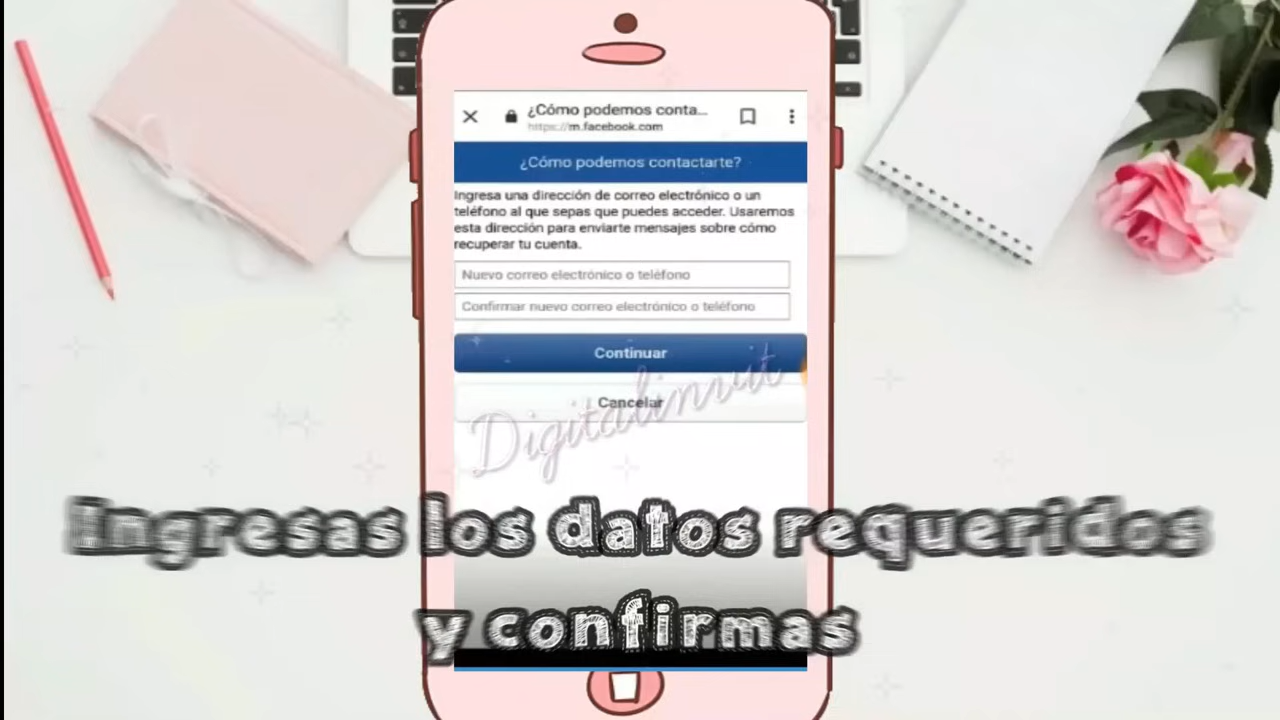 ¿Cómo podemos conta...
https://m.facebook.com
¿Cómo podemos contactarte?
Ingresa una dirección de correo electrónico o un
teléfono al que sepas que puedes acceder. Usaremos
esta dirección para enviarte mensajes sobre cómo
recuperar tu cuenta.
Nuevo correo electrónico o teléfono
Confirmar nuevo correo electrónico o teléfono
Continuar
Cancelar
Digitalinvut
Ingresas los datos requeridos
y confirmas